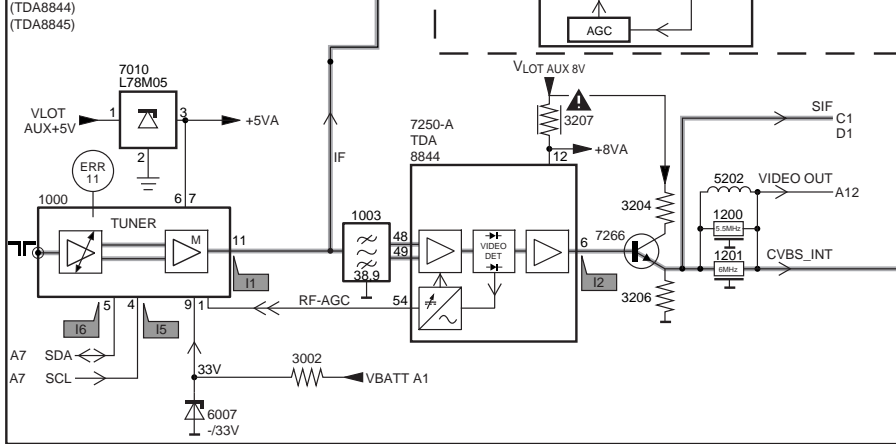 (TDA8844)
(TDA8845)
AGC
VLOT AUX 8V
7010
L78M05
VLOT
AUX+5V
1
3
+5VA
2
3207
+8VA
SIF
C1
D1
7250-A
TDA
8844
12
ERR
11
IF
5202
VIDEO OUT
A12
1000
6 7
TUNER
M
11
1003
38,9
48
49
VIDEO
DET
6
7266
3204
1200
5.5MHz
1201
6MHz
CVBS_INT
I1
I2
3206
RF-AGC
54
I6
5
4
I5
9
1
A7 SDA
A7 SCL
33V
3002
VBATT A1
6007
-/33V